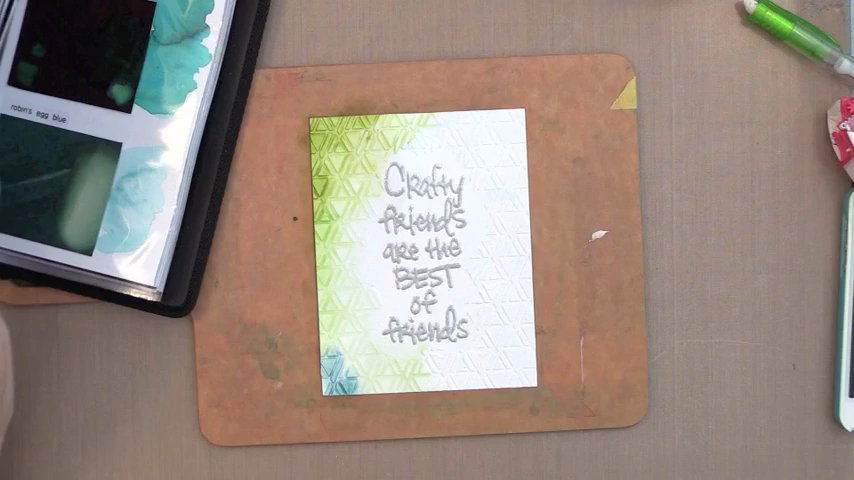 robin's egg blue
Crafty
friends
are the
BEST
of
friends